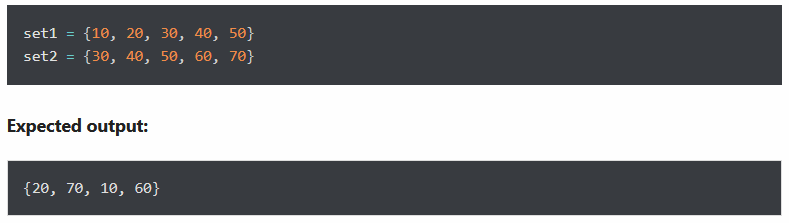 set1 = {10, 20, 30, 40, 50}
set2 = {30, 40, 50, 60, 70}
Expected output:
{20, 70, 10, 60}